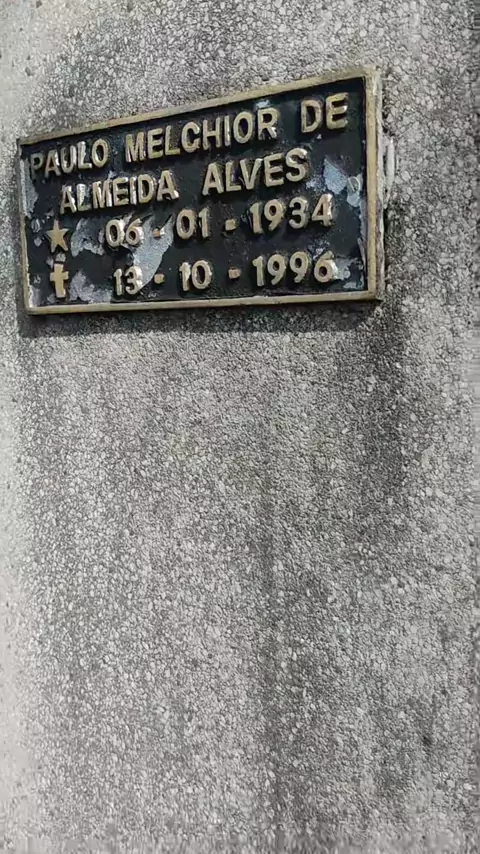 PAULO MELCHIOR DE
ALMEIDA ALVES
★ 06 - 01 - 1934
✝ 13 - 10 - 1996